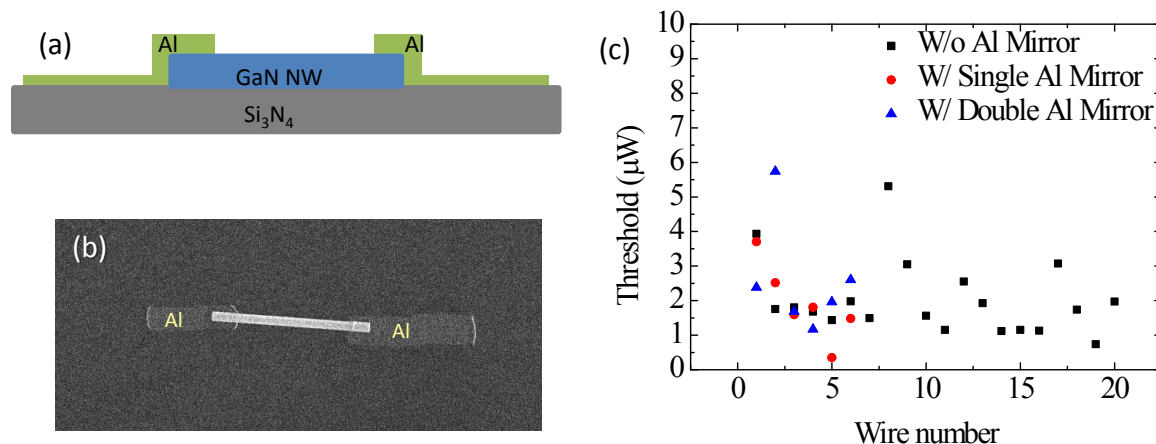 (a)
Al
Al
GaN NW
Si₃N₄
(b)
Al
Al
(c)
10
9
8
7
6
5
4
3
2
1
0
Threshold (µW)
W/o Al Mirror
W/ Single Al Mirror
W/ Double Al Mirror
0 5 10 15 20
Wire number